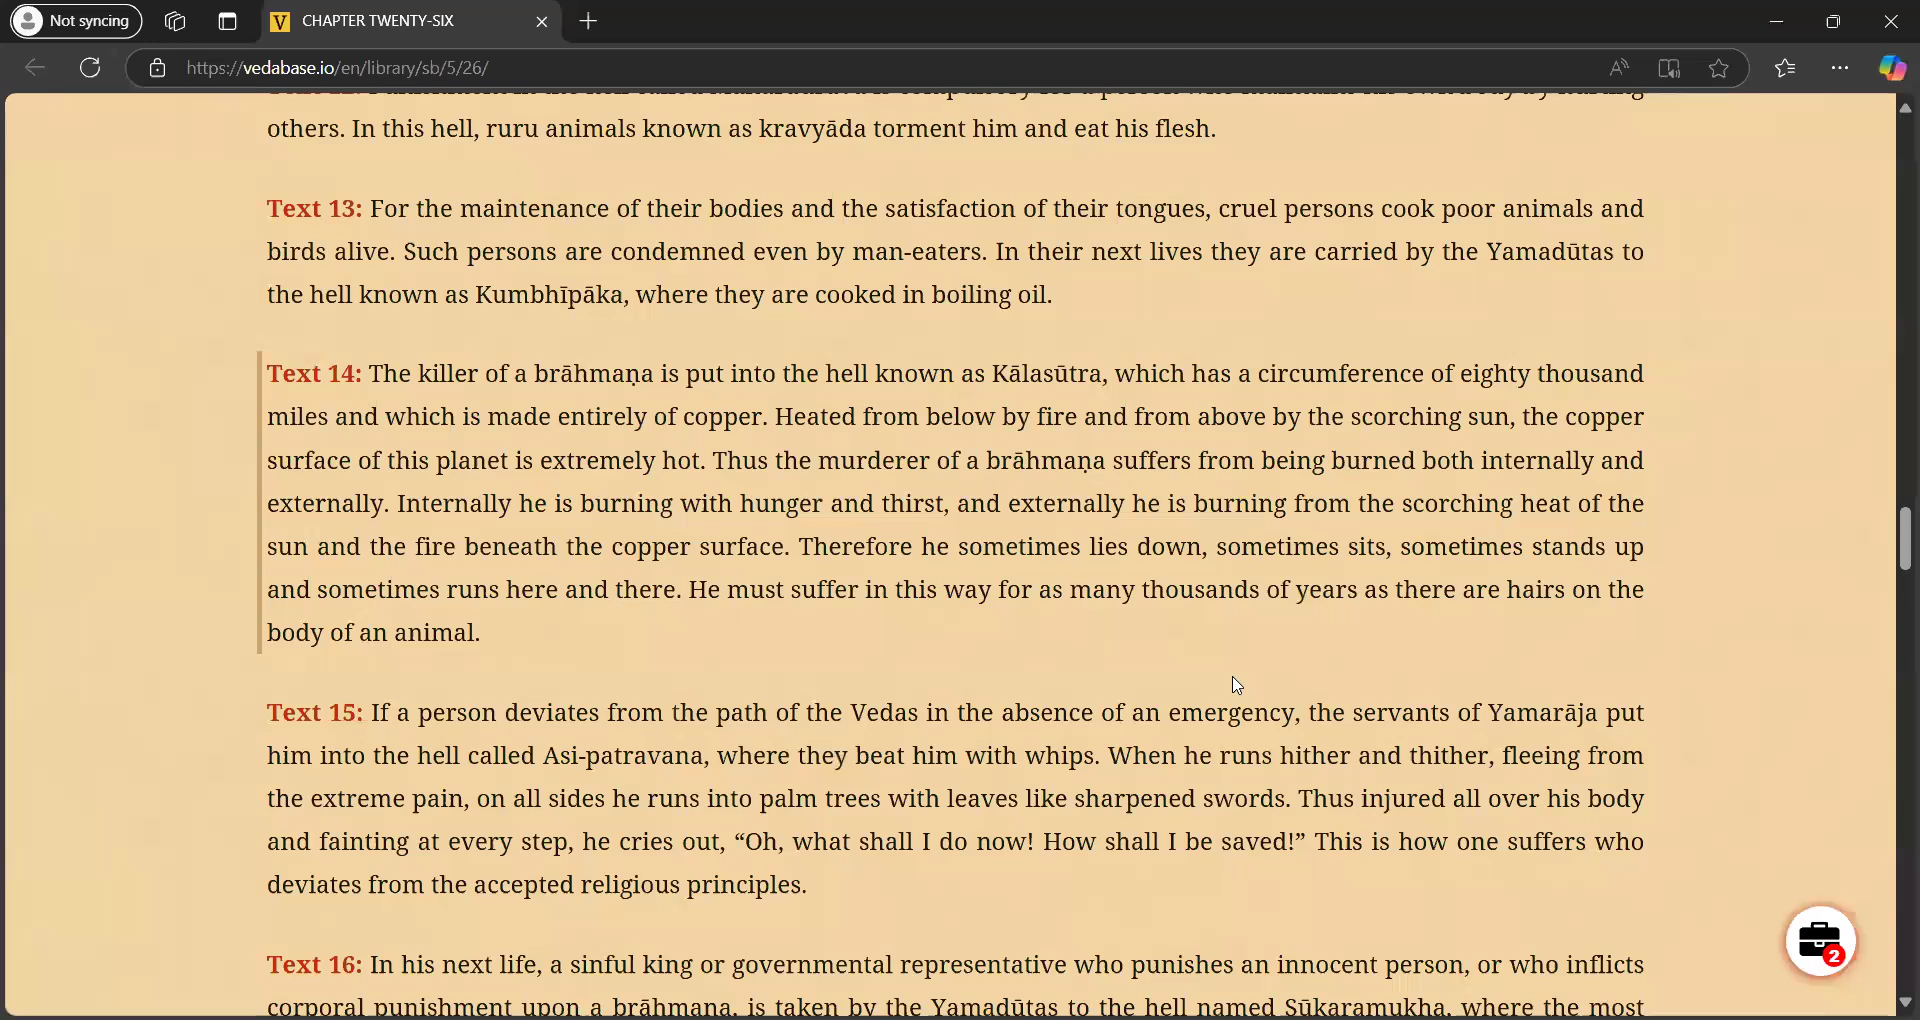 Not syncing
CHAPTER TWENTY-SIX
https://vedabase.io/en/library/sb/5/26/
others. In this hell, ruru animals known as kravyāda torment him and eat his flesh.
Text 13: For the maintenance of their bodies and the satisfaction of their tongues, cruel persons cook poor animals and
birds alive. Such persons are condemned even by man-eaters. In their next lives they are carried by the Yamadūtas to
the hell known as Kumbhīpāka, where they are cooked in boiling oil.
Text 14: The killer of a brāhmaṇa is put into the hell known as Kālasūtra, which has a circumference of eighty thousand
miles and which is made entirely of copper. Heated from below by fire and from above by the scorching sun, the copper
surface of this planet is extremely hot. Thus the murderer of a brāhmaṇa suffers from being burned both internally and
externally. Internally he is burning with hunger and thirst, and externally he is burning from the scorching heat of the
sun and the fire beneath the copper surface. Therefore he sometimes lies down, sometimes sits, sometimes stands up
and sometimes runs here and there. He must suffer in this way for as many thousands of years as there are hairs on the
body of an animal.
Text 15: If a person deviates from the path of the Vedas in the absence of an emergency, the servants of Yamarāja put
him into the hell called Asi-patravana, where they beat him with whips. When he runs hither and thither, fleeing from
the extreme pain, on all sides he runs into palm trees with leaves like sharpened swords. Thus injured all over his body
and fainting at every step, he cries out, “Oh, what shall I do now! How shall I be saved!” This is how one suffers who
deviates from the accepted religious principles.
2
Text 16: In his next life, a sinful king or governmental representative who punishes an innocent person, or who inflicts
corporal punishment upon a brāhmaṇa, is taken by the Yamadūtas to the hell named Sūkaramukha, where the most